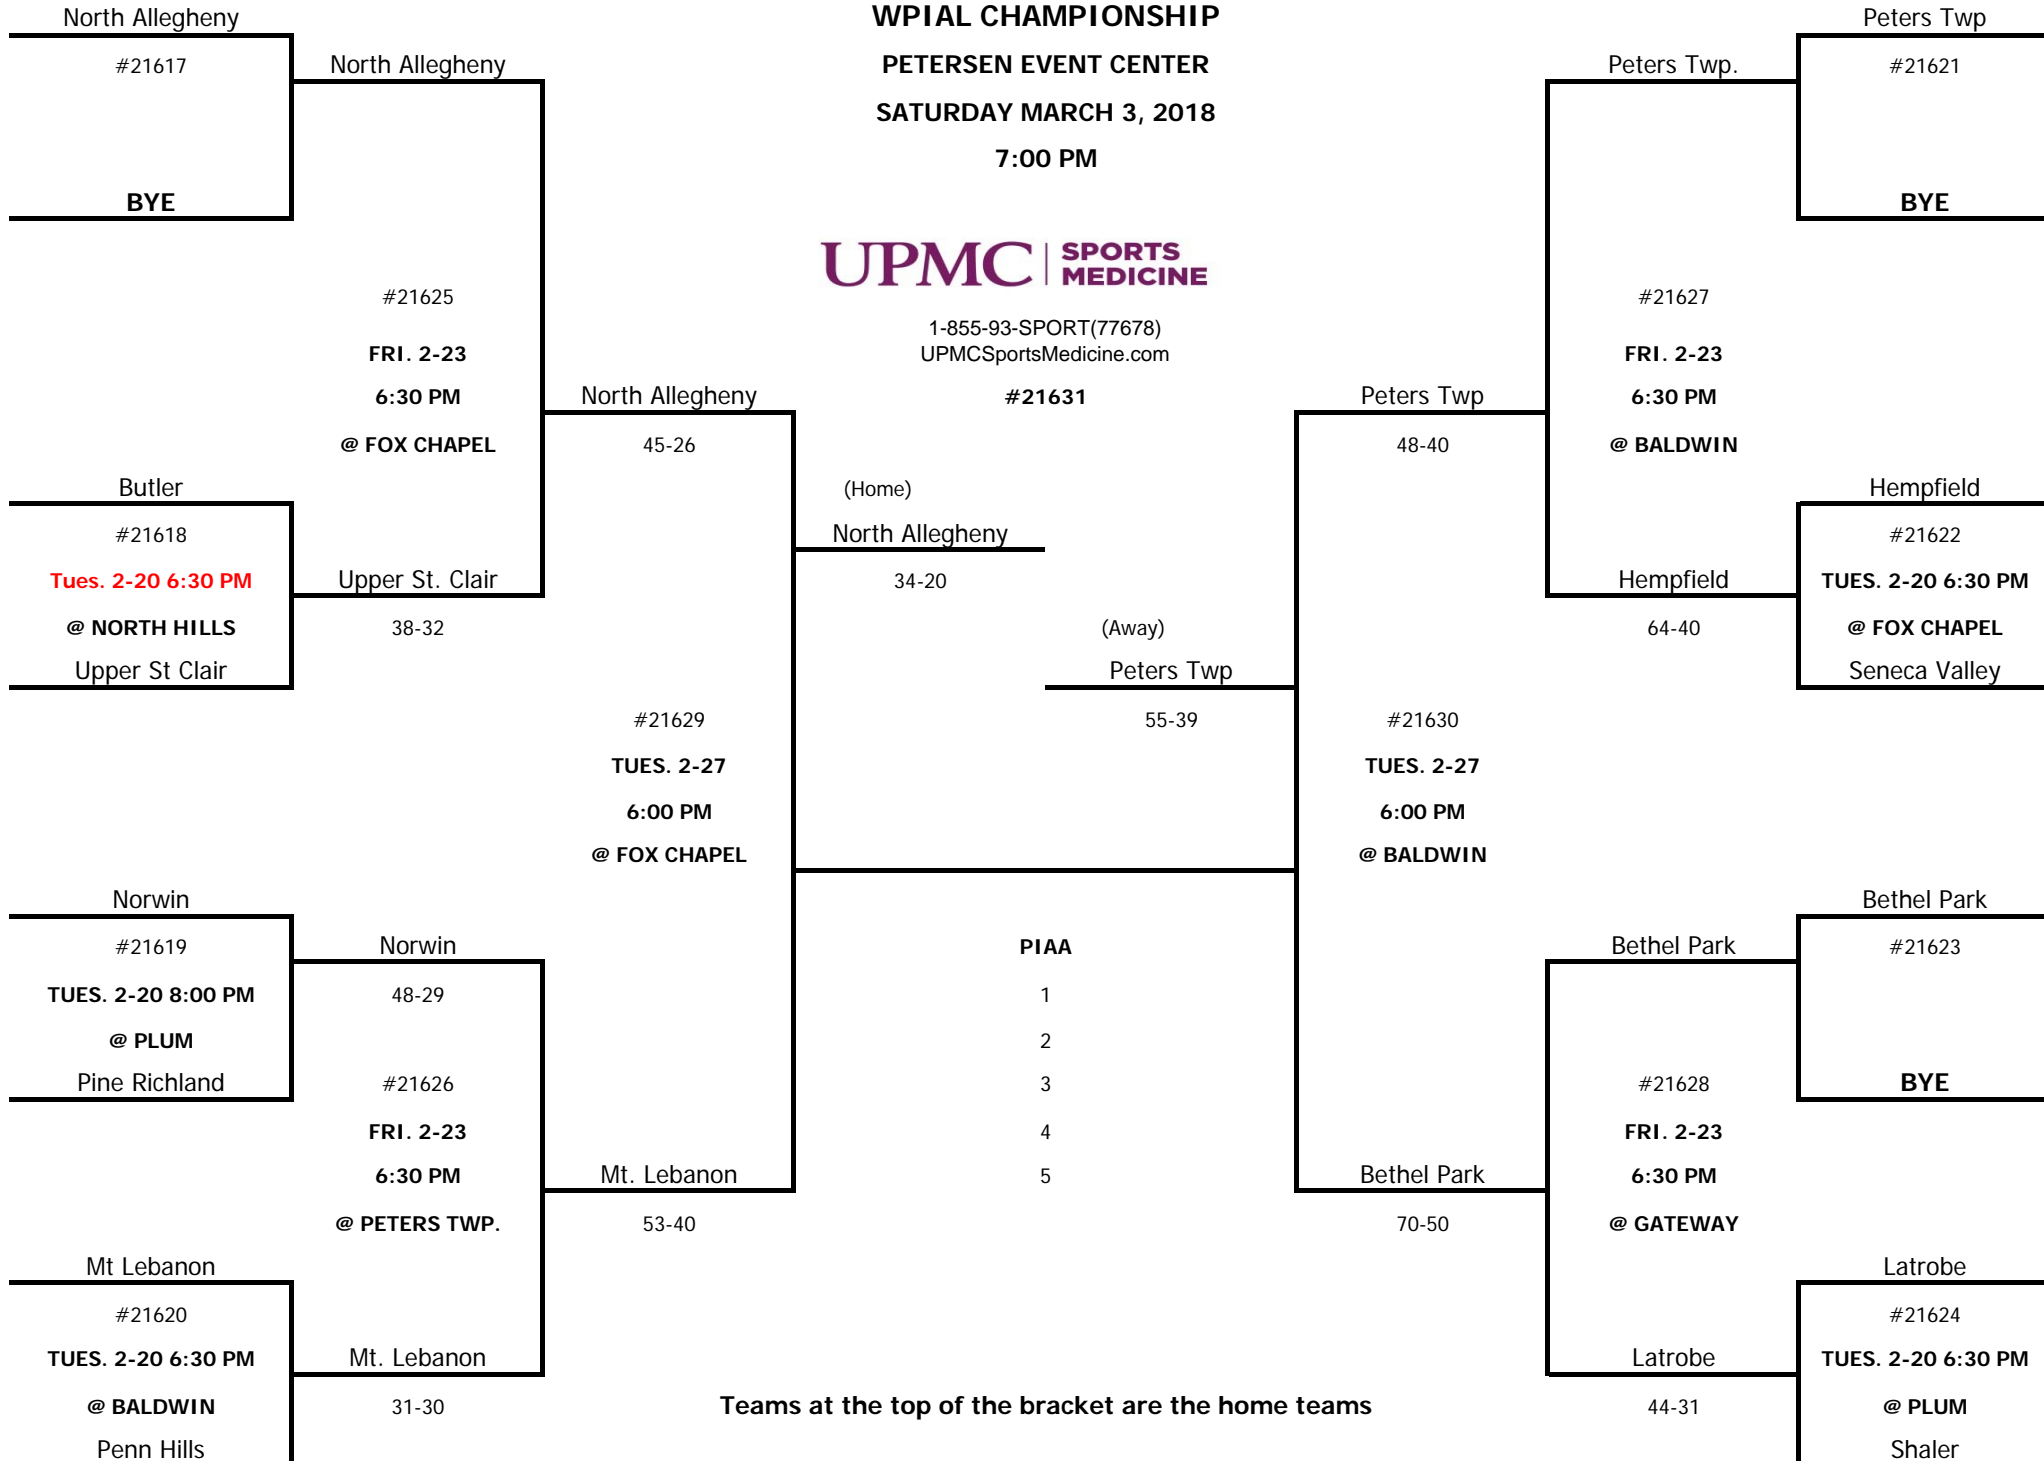 WPIAL CHAMPIONSHIP
PETERSEN EVENT CENTER
SATURDAY MARCH 3, 2018
7:00 PM
UPMC | SPORTS MEDICINE
1-855-93-SPORT(77678)
UPMCSportsMedicine.com
#21631
North Allegheny
#21617
BYE
North Allegheny
#21625
FRI. 2-23
6:30 PM
@ FOX CHAPEL
Butler
#21618
Tues. 2-20 6:30 PM
@ NORTH HILLS
Upper St Clair
Upper St. Clair
38-32
North Allegheny
45-26
#21629
TUES. 2-27
6:00 PM
@ FOX CHAPEL
Norwin
#21619
TUES. 2-20 8:00 PM
@ PLUM
Pine Richland
Norwin
48-29
#21626
FRI. 2-23
6:30 PM
@ PETERS TWP.
Mt Lebanon
#21620
TUES. 2-20 6:30 PM
@ BALDWIN
Penn Hills
Mt. Lebanon
31-30
Mt. Lebanon
53-40
(Home)
North Allegheny
34-20
(Away)
Peters Twp
55-39
PIAA
1
2
3
4
5
Peters Twp
48-40
#21630
TUES. 2-27
6:00 PM
@ BALDWIN
Bethel Park
70-50
Peters Twp.
#21627
FRI. 2-23
6:30 PM
@ BALDWIN
Hempfield
64-40
Bethel Park
#21628
FRI. 2-23
6:30 PM
@ GATEWAY
Latrobe
44-31
Peters Twp
#21621
BYE
Hempfield
#21622
TUES. 2-20 6:30 PM
@ FOX CHAPEL
Seneca Valley
Bethel Park
#21623
BYE
Latrobe
#21624
TUES. 2-20 6:30 PM
@ PLUM
Shaler
Teams at the top of the bracket are the home teams